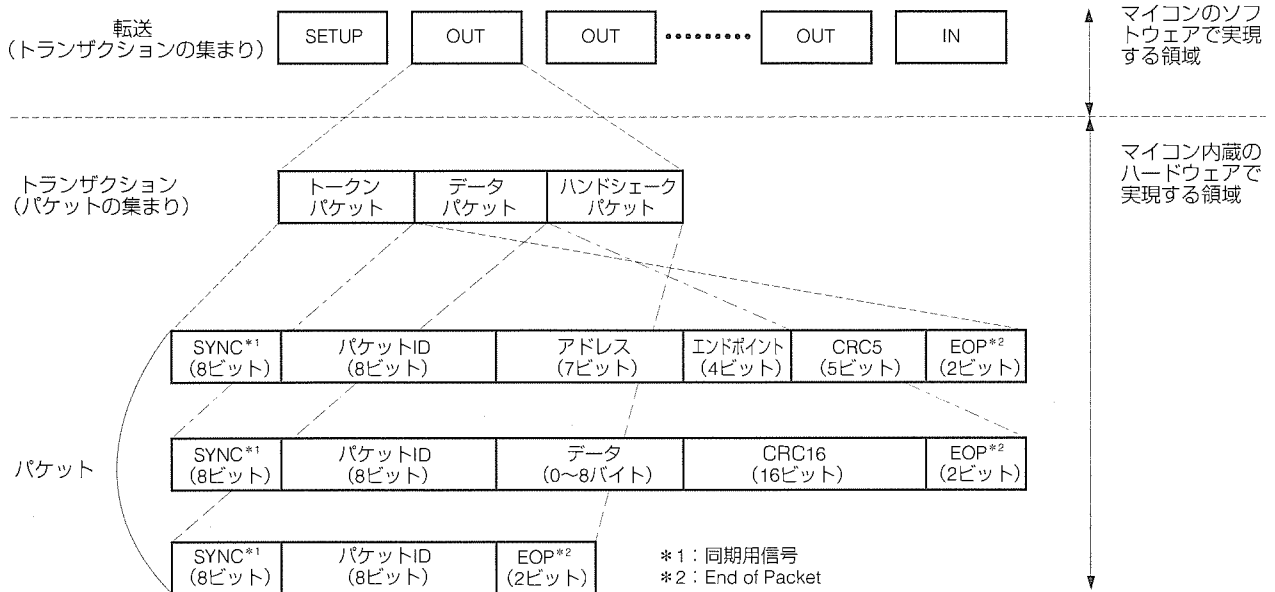 転送
（トランザクションの集まり）
SETUP
OUT
OUT
OUT
IN
マイコンのソフ
トウェアで実現
する領域
トランザクション
（パケットの集まり）
トークン
パケット
データ
パケット
ハンドシェーク
パケット
マイコン内蔵の
ハードウェアで
実現する領域
パケット
SYNC*1
（8ビット）
パケットID
（8ビット）
アドレス
（7ビット）
エンドポイント
（4ビット）
CRC5
（5ビット）
EOP*2
（2ビット）
SYNC*1
（8ビット）
パケットID
（8ビット）
データ
（0〜8バイト）
CRC16
（16ビット）
EOP*2
（2ビット）
SYNC*1
（8ビット）
パケットID
（8ビット）
EOP*2
（2ビット）
*1：同期用信号
*2：End of Packet